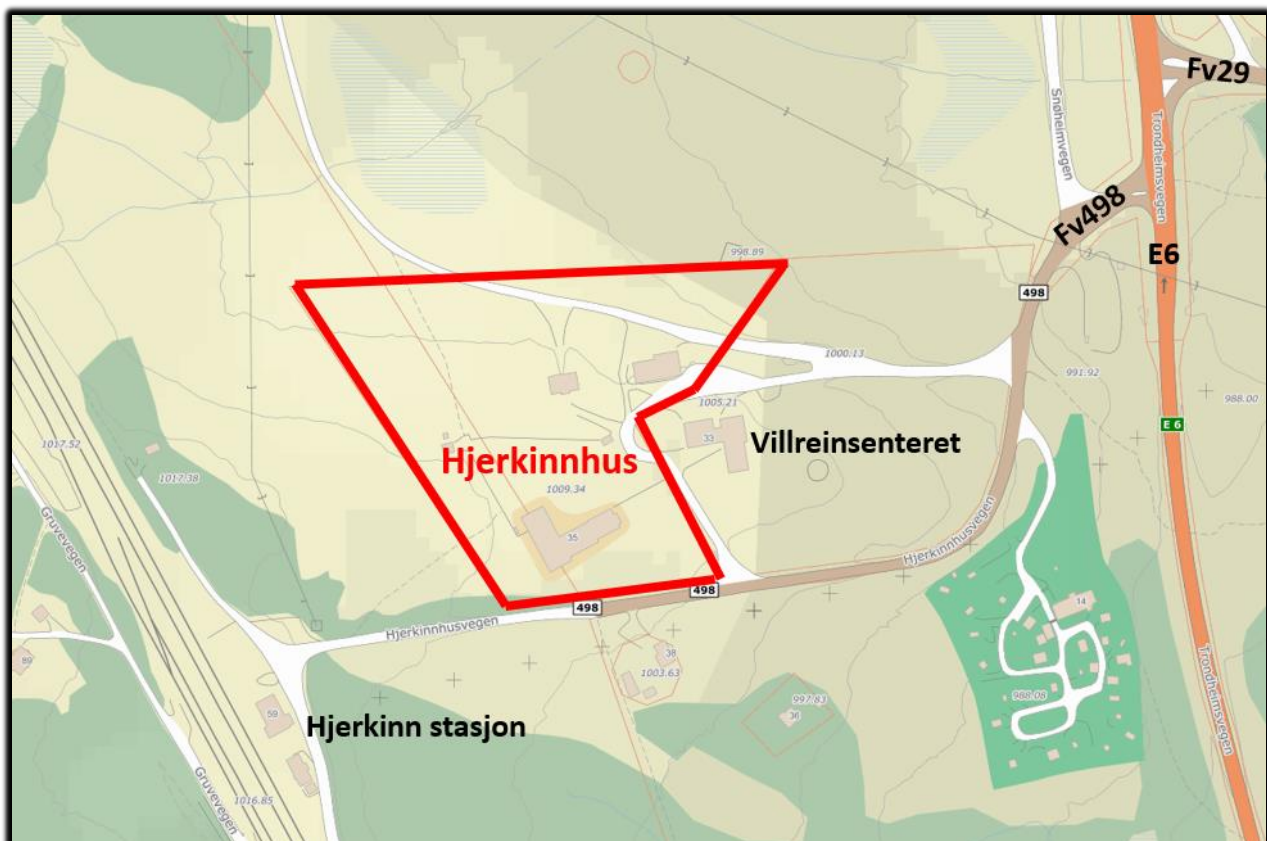 Fv29
Snøheimvegen
Trondheimsvegen
Fv498
E6
998.89
498
1000.13
991.92
988.00
1005.21
E 6
33
Villreinsenteret
1017.52
1017.38
Hjerkinnhus
1009.34
35
Gruvevegen
Hjerkinnhusvegen
498
498
14
Hjerkinnhusvegen
38
89
1003.63
988.08
997.83
36
59
Hjerkinn stasjon
Trondheimsvegen
Gruvevegen
1016.85